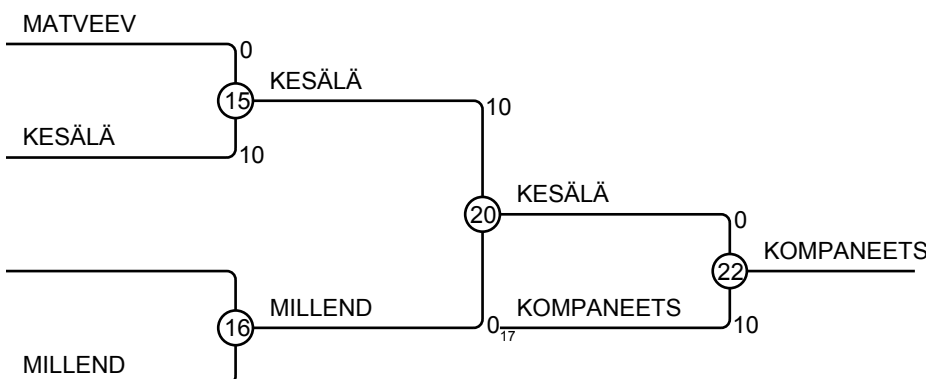 MATVEEV
0
KESÄLÄ
15
10
KESÄLÄ
10
KESÄLÄ
20
0
KOMPANEETS
22
MILLEND
KOMPANEETS
16
0
17
10
MILLEND